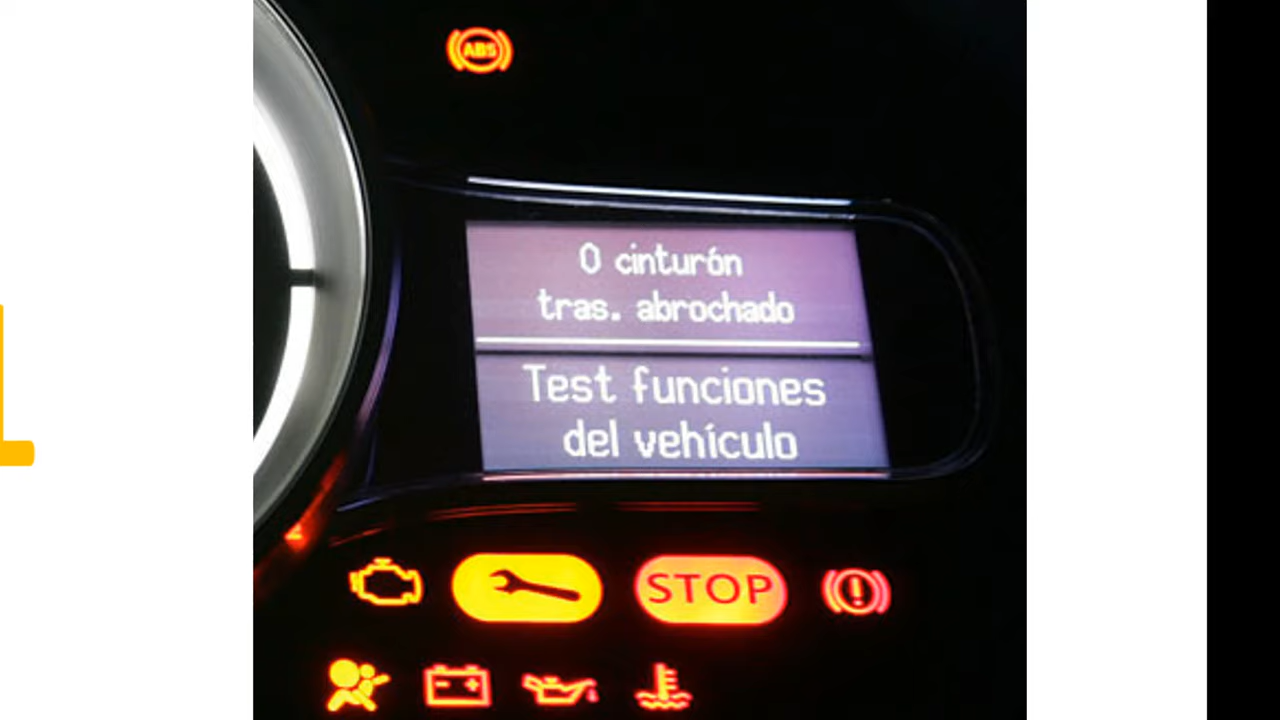 ABS
0 cinturón
tras. abrochado
Test funciones
del vehículo
STOP